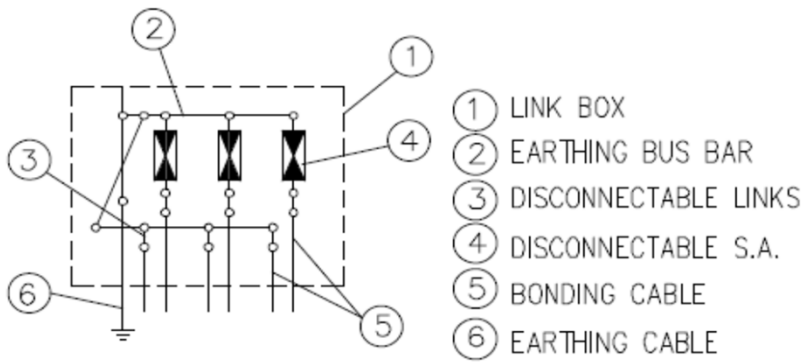 2
1
4
3
6
5
1 LINK BOX
2 EARTHING BUS BAR
3 DISCONNECTABLE LINKS
4 DISCONNECTABLE S.A.
5 BONDING CABLE
6 EARTHING CABLE